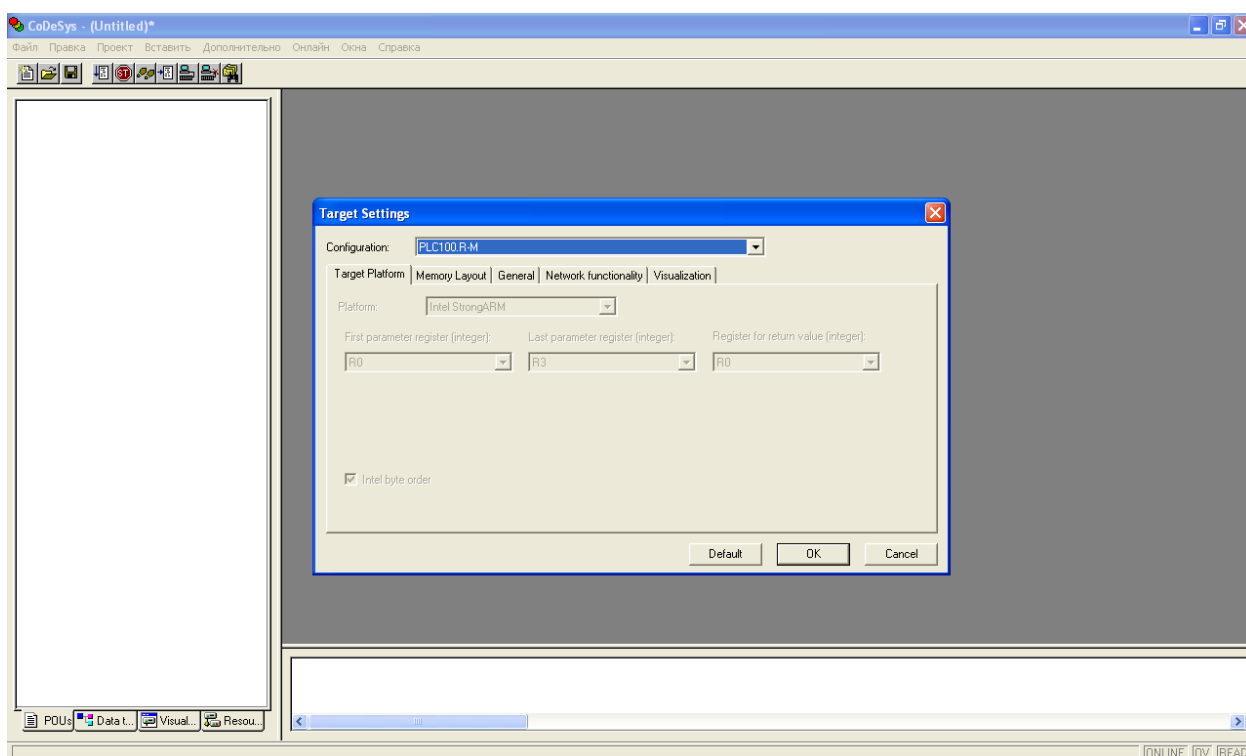 CoDeSys - (Untitled)*
Файл Правка Проект Вставить Дополнительно Онлайн Окна Справка
Target Settings
Configuration: PLC100.R-M
Target Platform Memory Layout General Network functionality Visualization
Platform: Intel StrongARM
First parameter register (integer): Last parameter register (integer): Register for return value (integer):
R0 R3 R0
Intel byte order
Default OK Cancel
POUs Data t... Visual... Resou...
ONLINE OV READ